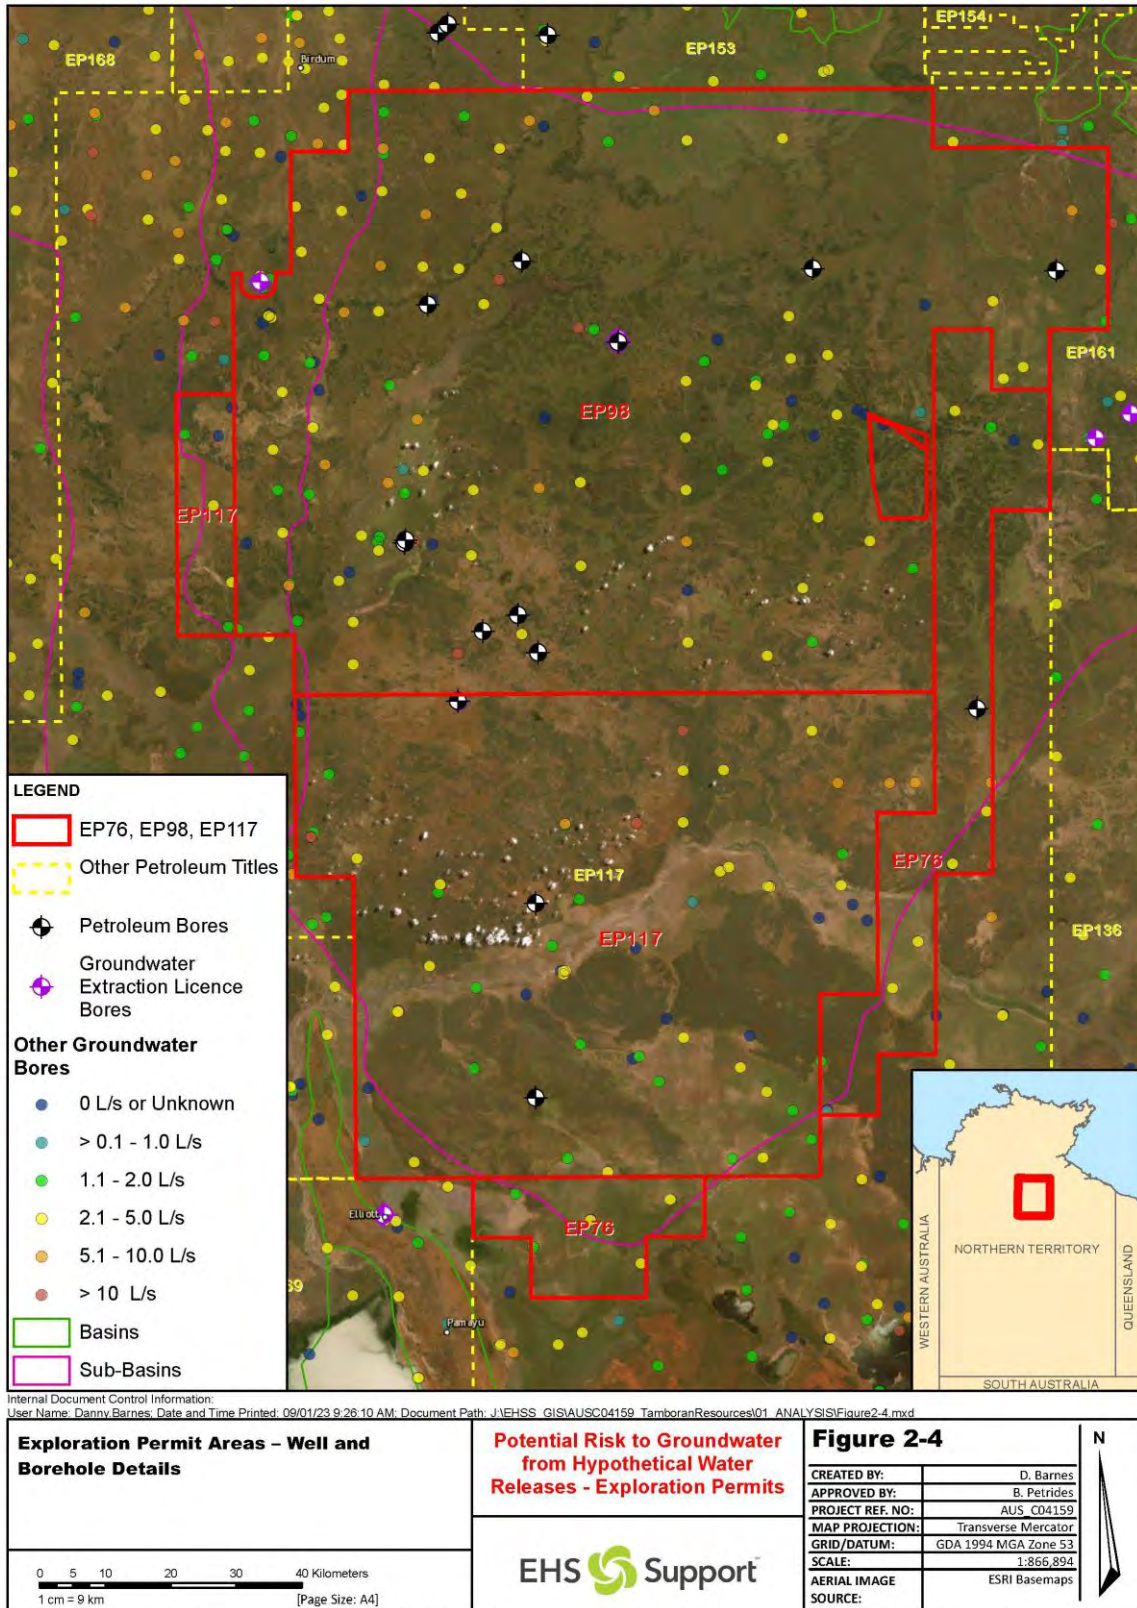 EP154
EP153
EP168
Birdum
EP161
EP98
EP117
EP76
EP117
EP117
EP136
EP76
Elliott
Pamayu
69
LEGEND
EP76, EP98, EP117
Other Petroleum Titles
Petroleum Bores
Groundwater
Extraction Licence
Bores
Other Groundwater
Bores
0 L/s or Unknown
> 0.1 - 1.0 L/s
1.1 - 2.0 L/s
2.1 - 5.0 L/s
5.1 - 10.0 L/s
> 10 L/s
Basins
Sub-Basins
WESTERN AUSTRALIA
NORTHERN TERRITORY
QUEENSLAND
SOUTH AUSTRALIA
Internal Document Control Information:
User Name: Danny.Barnes; Date and Time Printed: 09/01/23 9:26:10 AM; Document Path: J:\EHSS_GIS\AUSC04159_TamboranResources\01_ANALYSIS\Figure2-4.mxd
Exploration Permit Areas – Well and
Borehole Details
0 5 10 20 30 40 Kilometers
1 cm = 9 km
[Page Size: A4]
Potential Risk to Groundwater
from Hypothetical Water
Releases - Exploration Permits
EHS Support
Figure 2-4
CREATED BY: D. Barnes
APPROVED BY: B. Petrides
PROJECT REF. NO: AUS_C04159
MAP PROJECTION: Transverse Mercator
GRID/DATUM: GDA 1994 MGA Zone 53
SCALE: 1:866,894
AERIAL IMAGE
SOURCE:
ESRI Basemaps
N